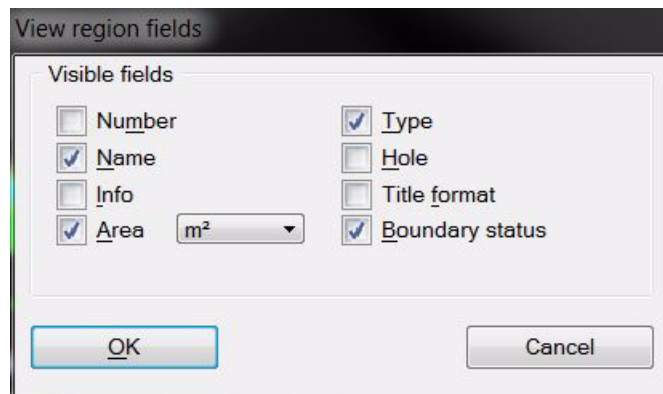 View region fields
Visible fields
Number
Name
Info
Area m²
Type
Hole
Title format
Boundary status
OK
Cancel